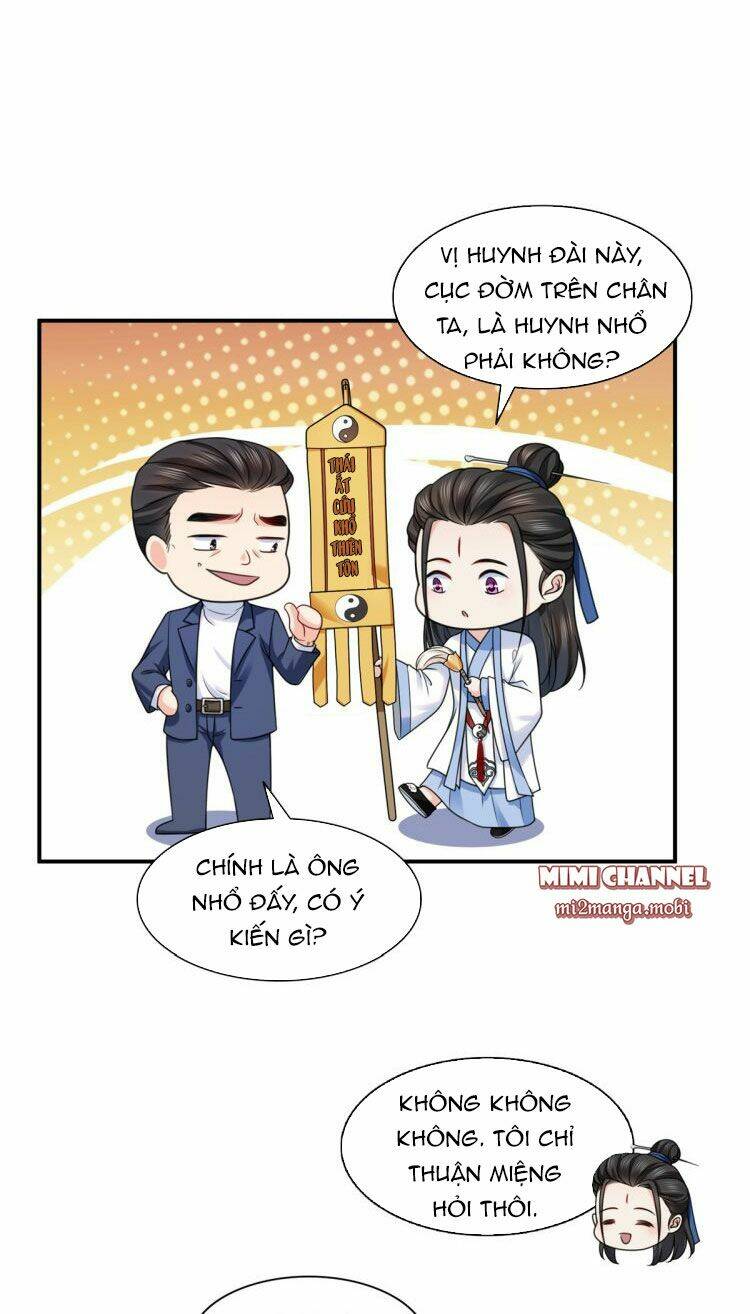 VỊ HUYNH ĐÀI NÀY,
CỤC ĐỜM TRÊN CHÂN
TA, LÀ HUYNH NHỔ
PHẢI KHÔNG?
THÁI
ẤT
CỨU
KHỔ
THIÊN
TÔN
CHÍNH LÀ ÔNG
NHỔ ĐẤY, CÓ Ý
KIẾN GÌ?
MIMI CHANNEL
mi2manga.mobi
KHÔNG KHÔNG
KHÔNG. TÔI CHỈ
THUẬN MIỆNG
HỎI THÔI.